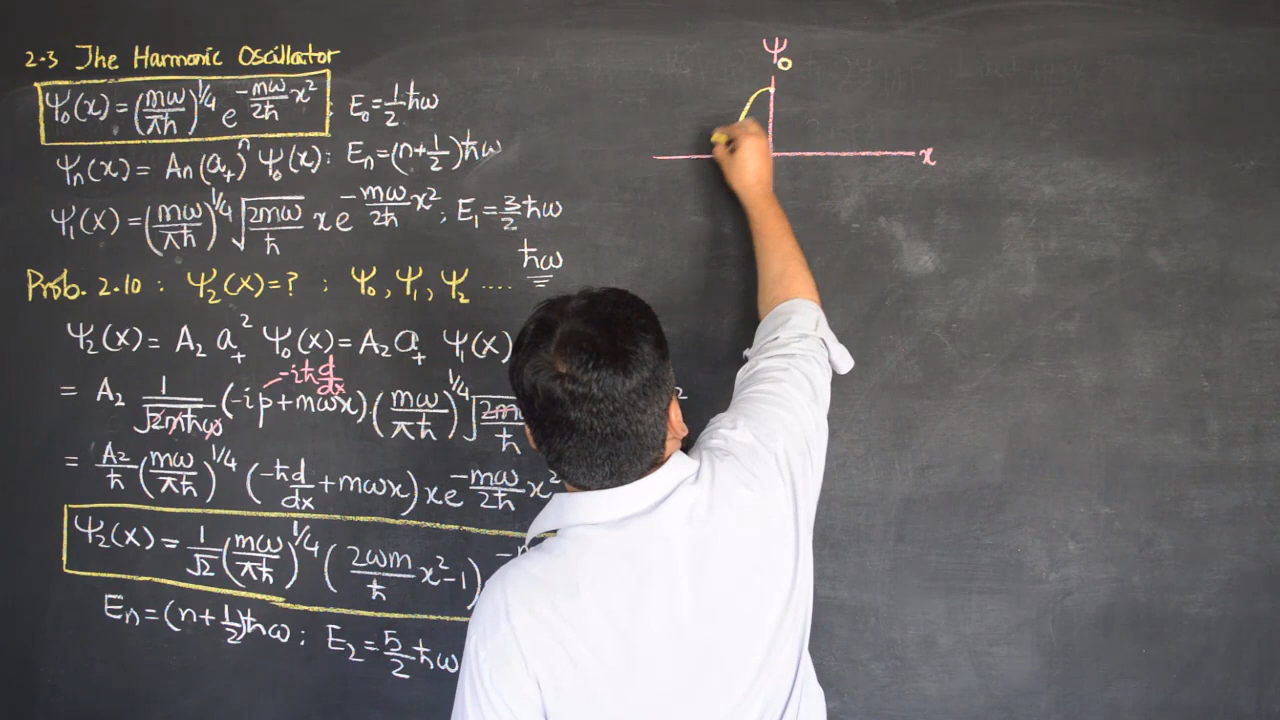 2.3 The Harmonic Oscillator
Ψ₀(x) = (mω/πħ)^1/4 e^-mω/2ħ x² ; E₀ = 1/2 ħω
Ψn(x) = An (a₊)^n Ψ₀(x) : En = (n+1/2) ħω
Ψ₁(x) = (mω/πħ)^1/4 √2mω/ħ x e^-mω/2ħ x² ; E₁ = 3/2 ħω
ħω
Prob. 2.10 : Ψ₂(x) = ? : Ψ₀, Ψ₁, Ψ₂ ....
Ψ₂(x) = A₂ a₊² Ψ₀(x) = A₂ a₊ Ψ₁(x)
-iħ d/dx
= A₂ 1/√2mħω (-ip + mωx) (mω/πħ)^1/4 √2m /ħ 2
= A₂/ħ (mω/πħ)^1/4 (-ħd/dx + mωx) x e^-mω/2ħ x²
Ψ₂(x) = 1/√2 (mω/πħ)^1/4 (2ωm/ħ x² -1)
En = (n+1/2) ħω ; E₂ = 5/2 ħω
Ψ₀
x